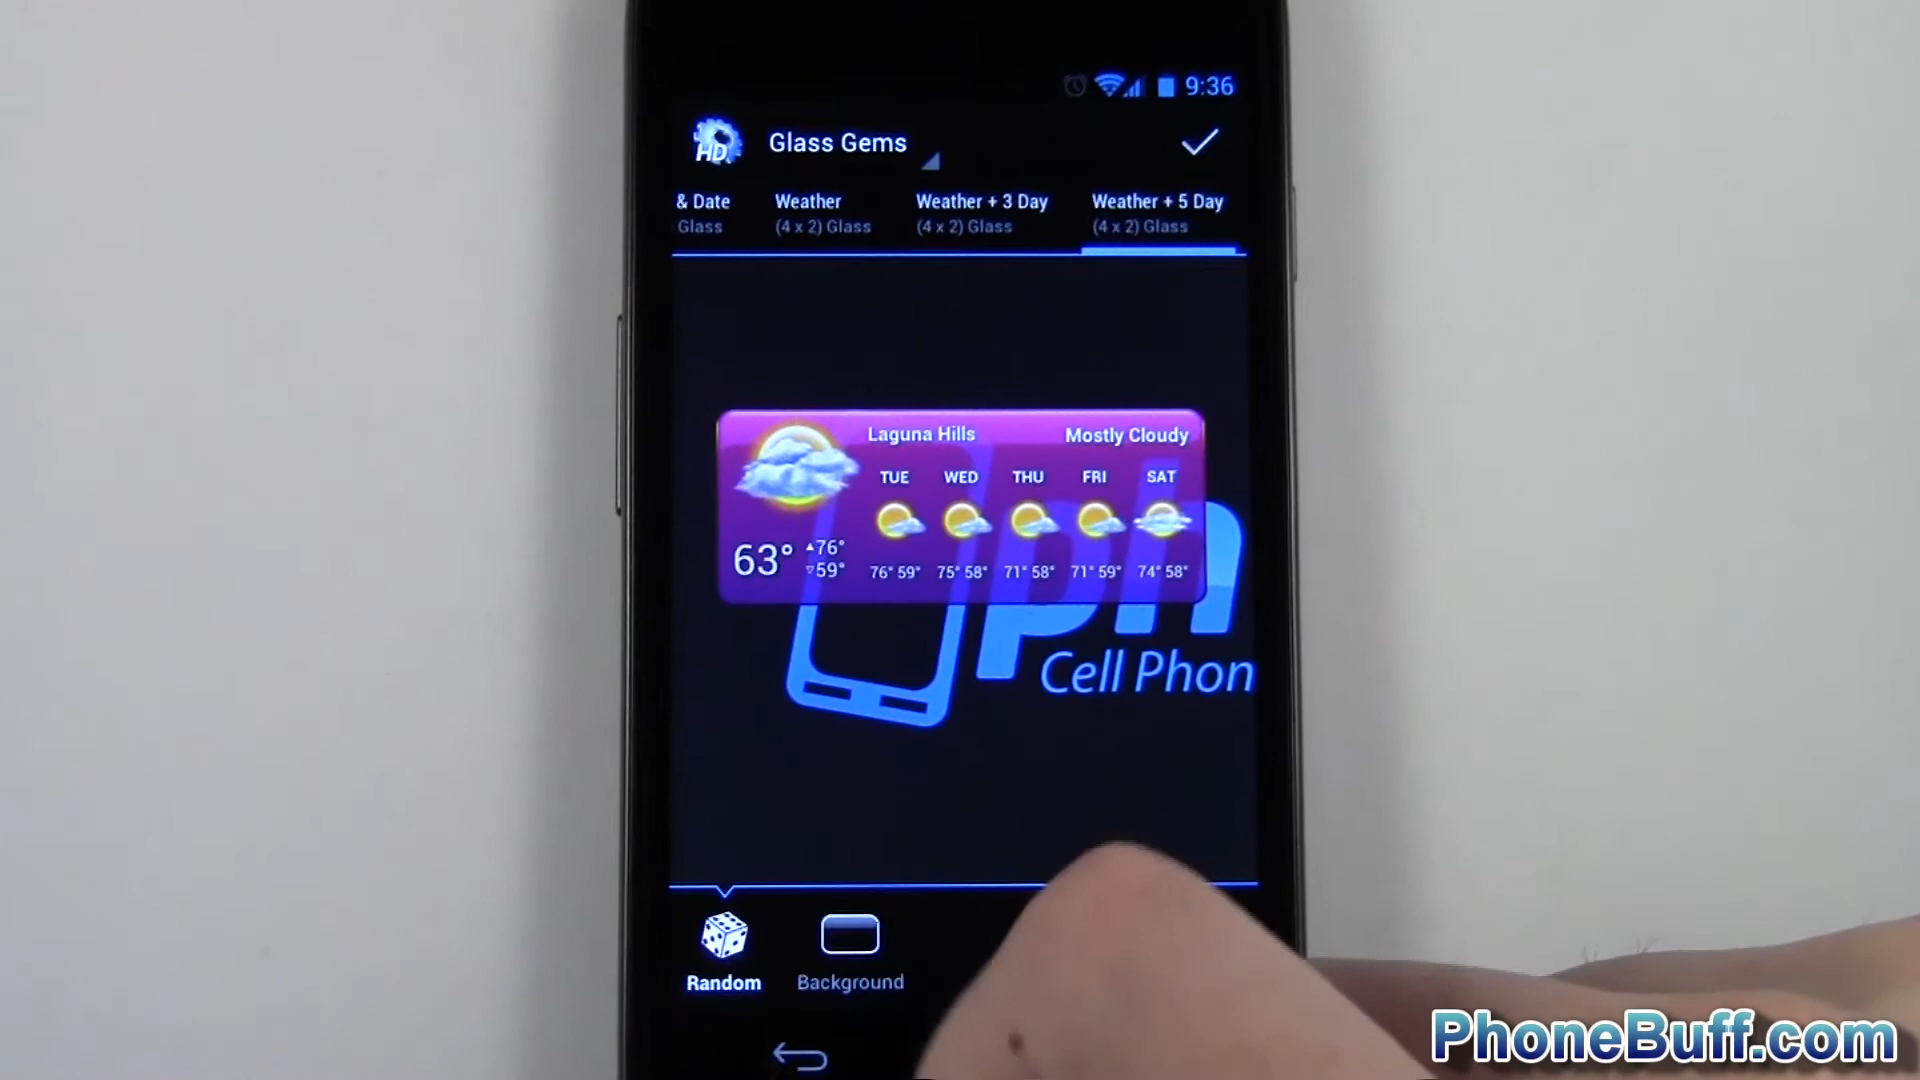 9:36
HD
Glass Gems
& Date
Glass
Weather
(4 x 2) Glass
Weather + 3 Day
(4 x 2) Glass
Weather + 5 Day
(4 x 2) Glass
Laguna Hills
Mostly Cloudy
TUE WED THU FRI SAT
63° ▲76° ▽59°
76° 59° 75° 58° 71° 58° 71° 59° 74° 58°
ph
Cell Phon
Random
Background
PhoneBuff.com